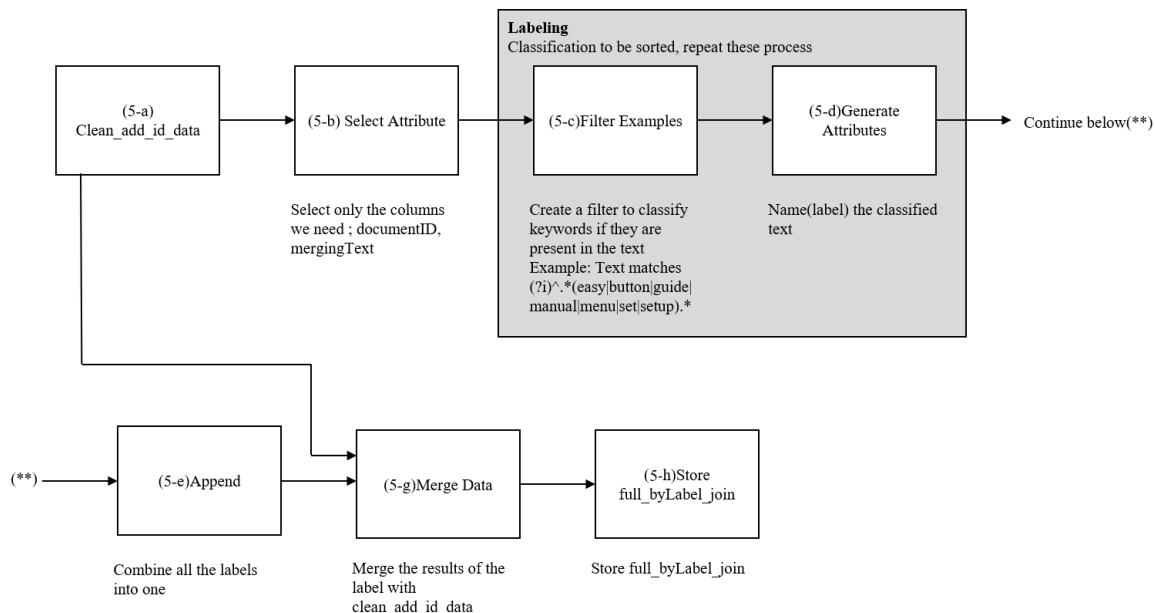 Labeling
Classification to be sorted, repeat these process
(5-a)
Clean_add_id_data
(5-b) Select Attribute
(5-c)Filter Examples
(5-d)Generate
Attributes
Continue below(**)
Select only the columns
we need ; documentID,
mergingText
Create a filter to classify
keywords if they are
present in the text
Example: Text matches
(?i)^.*(easy|button|guide|
manual|menu|set|setup).*
Name(label) the classified
text
(**)
(5-e)Append
(5-g)Merge Data
(5-h)Store
full_byLabel_join
Combine all the labels
into one
Merge the results of the
label with
clean_add_id_data
Store full_byLabel_join